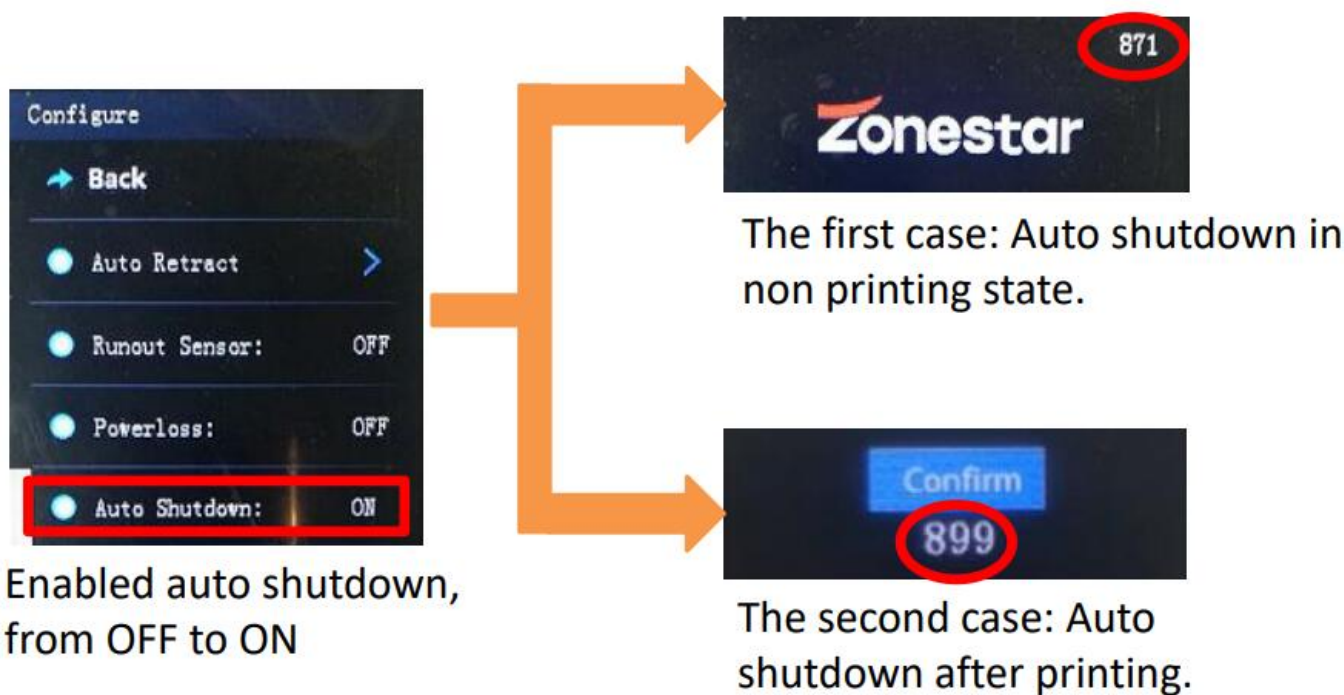 Configure
Back
Auto Retract
Runout Sensor: OFF
Powerloss: OFF
Auto Shutdown: ON
Enabled auto shutdown,
from OFF to ON
871
Zonestar
The first case: Auto shutdown in
non printing state.
Confirm
899
The second case: Auto
shutdown after printing.